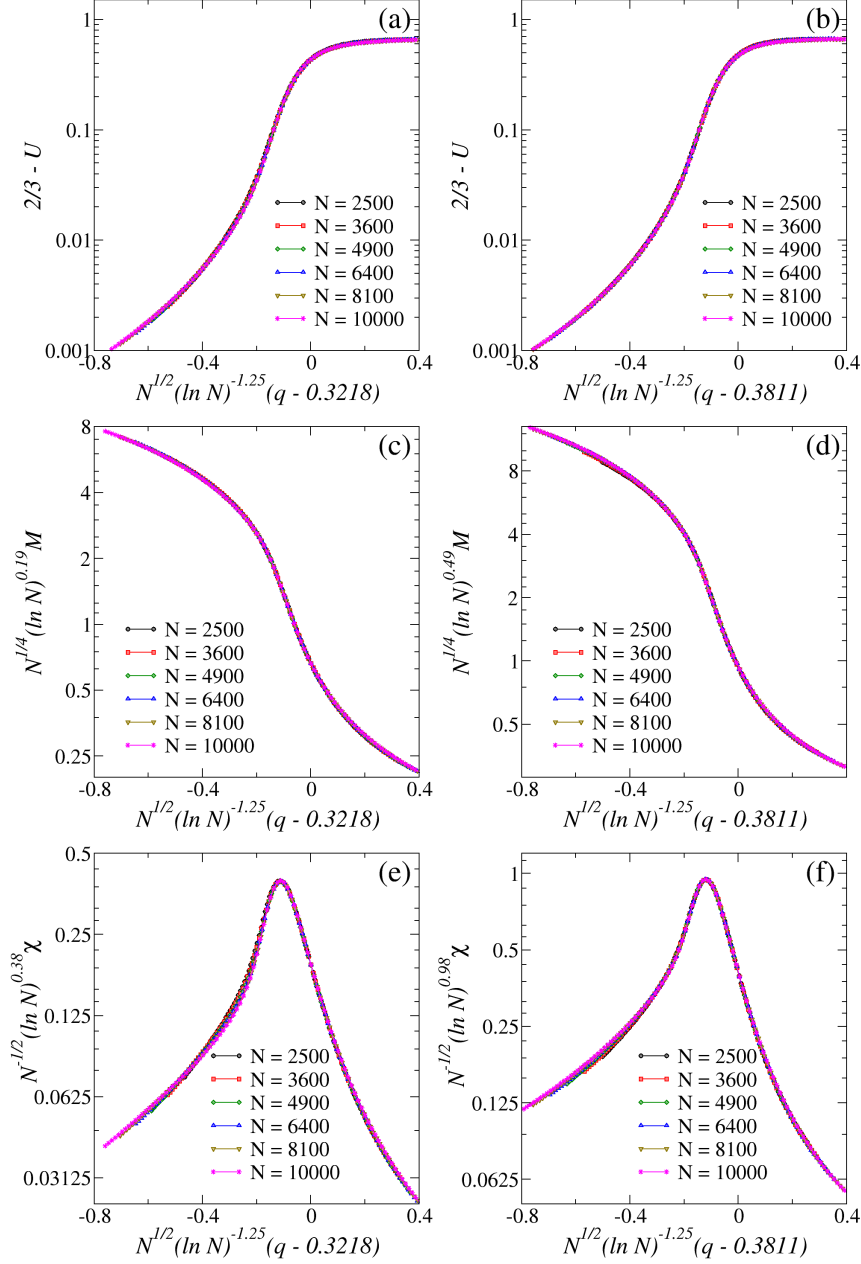 (a)
1
0.1
0.01
0.001
2/3 - U
N = 2500
N = 3600
N = 4900
N = 6400
N = 8100
N = 10000
-0.8 -0.4 0 0.4
N^{1/2}(ln N)^{-1.25}(q - 0.3218)
(b)
1
0.1
0.01
0.001
2/3 - U
N = 2500
N = 3600
N = 4900
N = 6400
N = 8100
N = 10000
-0.8 -0.4 0 0.4
N^{1/2}(ln N)^{-1.25}(q - 0.3811)
(c)
8
4
2
1
0.5
0.25
N^{1/4}(ln N)^{0.19}M
N = 2500
N = 3600
N = 4900
N = 6400
N = 8100
N = 10000
-0.8 -0.4 0 0.4
N^{1/2}(ln N)^{-1.25}(q - 0.3218)
(d)
8
4
2
1
0.5
N^{1/4}(ln N)^{0.49}M
N = 2500
N = 3600
N = 4900
N = 6400
N = 8100
N = 10000
-0.8 -0.4 0 0.4
N^{1/2}(ln N)^{-1.25}(q - 0.3811)
(e)
0.5
0.25
0.125
0.0625
0.03125
N^{-1/2}(ln N)^{0.38}χ
N = 2500
N = 3600
N = 4900
N = 6400
N = 8100
N = 10000
-0.8 -0.4 0 0.4
N^{1/2}(ln N)^{-1.25}(q - 0.3218)
(f)
1
0.5
0.25
0.125
0.0625
N^{-1/2}(ln N)^{0.98}χ
N = 2500
N = 3600
N = 4900
N = 6400
N = 8100
N = 10000
-0.8 -0.4 0 0.4
N^{1/2}(ln N)^{-1.25}(q - 0.3811)